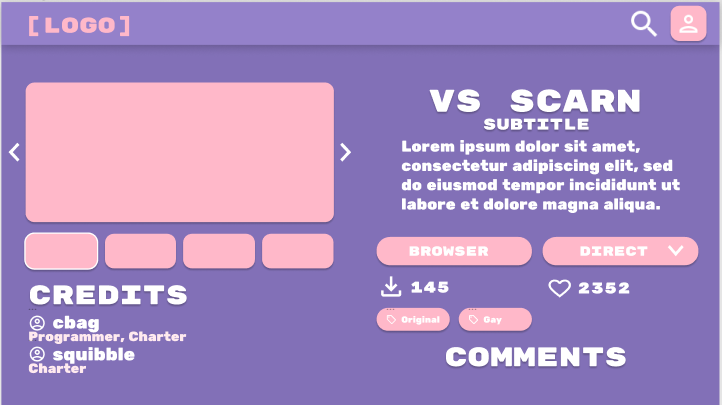 [LOGO]
VS SCARN
SUBTITLE
Lorem ipsum dolor sit amet,
consectetur adipiscing elit, sed
do eiusmod tempor incididunt ut
labore et dolore magna aliqua.
BROWSER
DIRECT
145
2352
Original
Gay
COMMENTS
CREDITS
cbag
Programmer, Charter
squibble
Charter